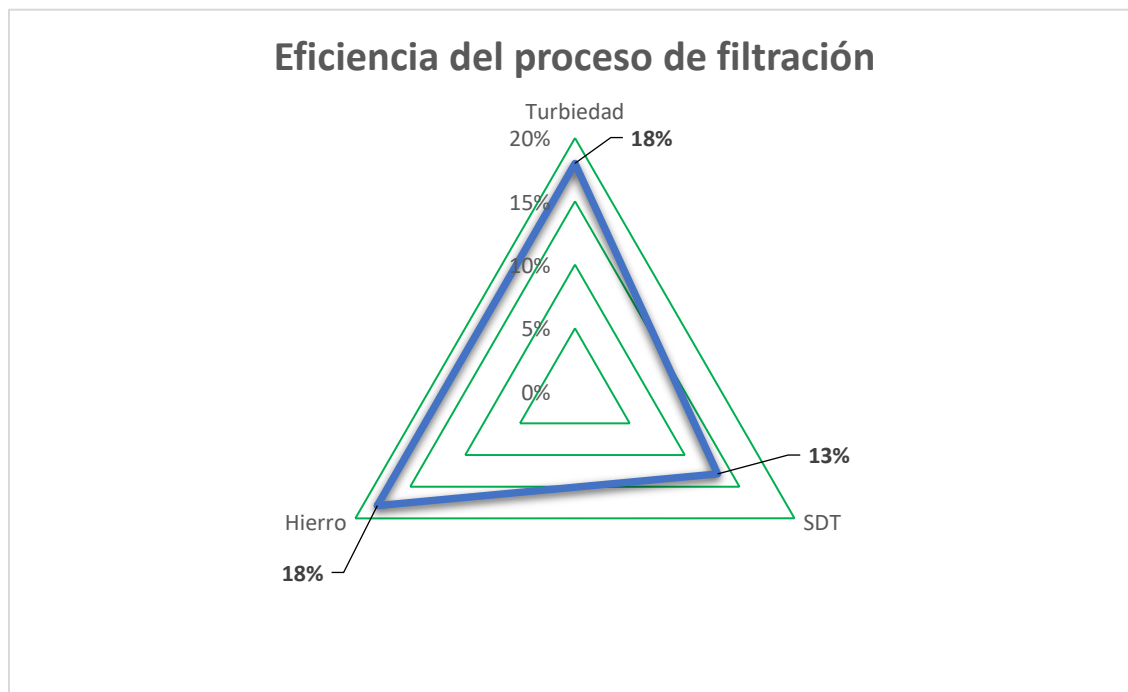 Eficiencia del proceso de filtración
Turbiedad
20%
18%
15%
10%
5%
0%
13%
Hierro
SDT
18%